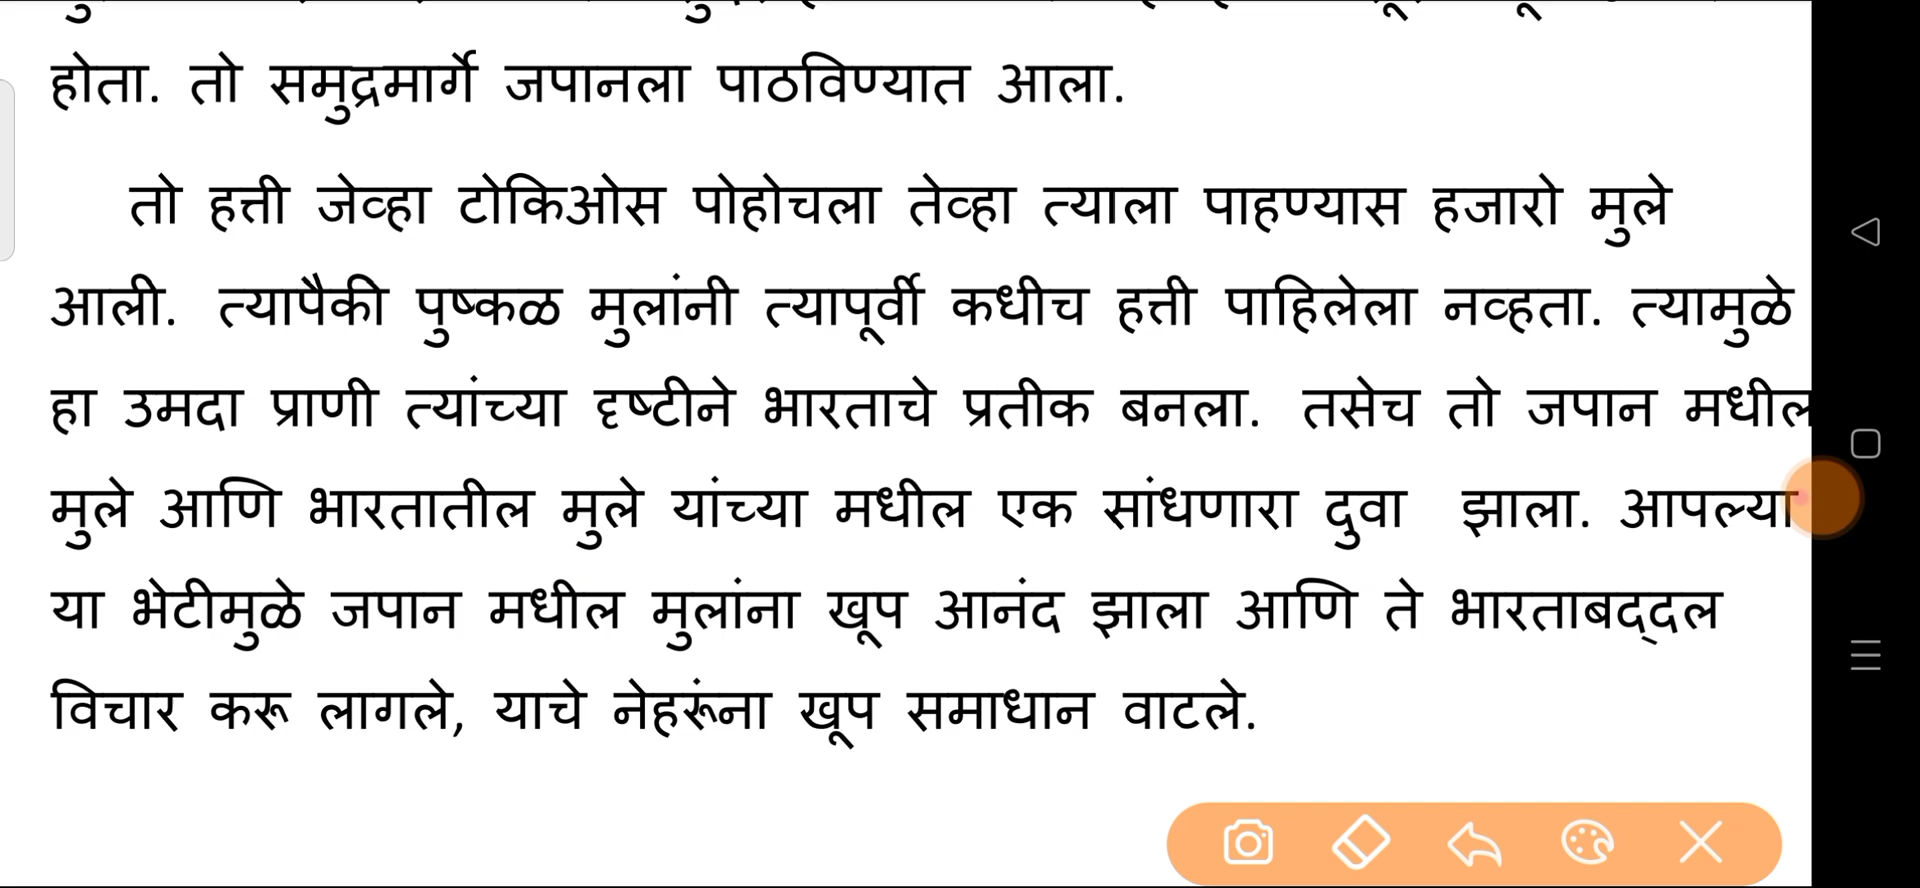 होता. तो समुद्रमार्गे जपानला पाठविण्यात आला.
तो हत्ती जेव्हा टोकिओस पोहोचला तेव्हा त्याला पाहण्यास हजारो मुले
आली. त्यापैकी पुष्कळ मुलांनी त्यापूर्वी कधीच हत्ती पाहिलेला नव्हता. त्यामुळे
हा उमदा प्राणी त्यांच्या दृष्टीने भारताचे प्रतीक बनला. तसेच तो जपान मधील
मुले आणि भारतातील मुले यांच्या मधील एक सांधणारा दुवा झाला. आपल्या
या भेटीमुळे जपान मधील मुलांना खूप आनंद झाला आणि ते भारताबद्दल
विचार करू लागले, याचे नेहरूंना खूप समाधान वाटले.